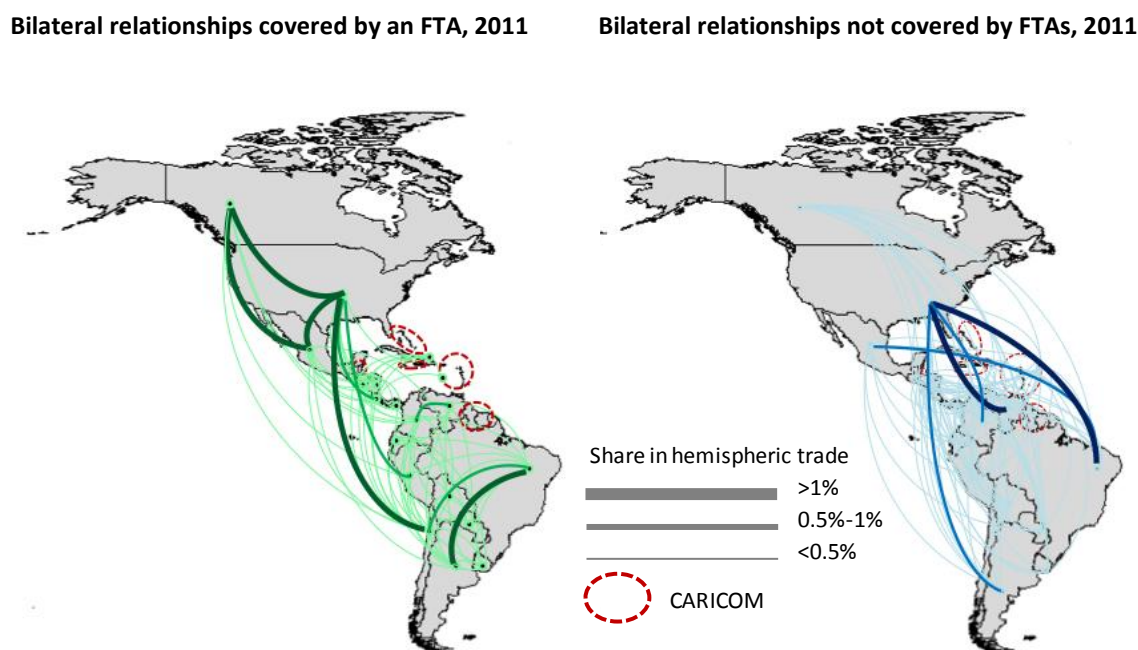 Bilateral relationships covered by an FTA, 2011
Bilateral relationships not covered by FTAs, 2011
Share in hemispheric trade
>1%
0.5%-1%
<0.5%
CARICOM